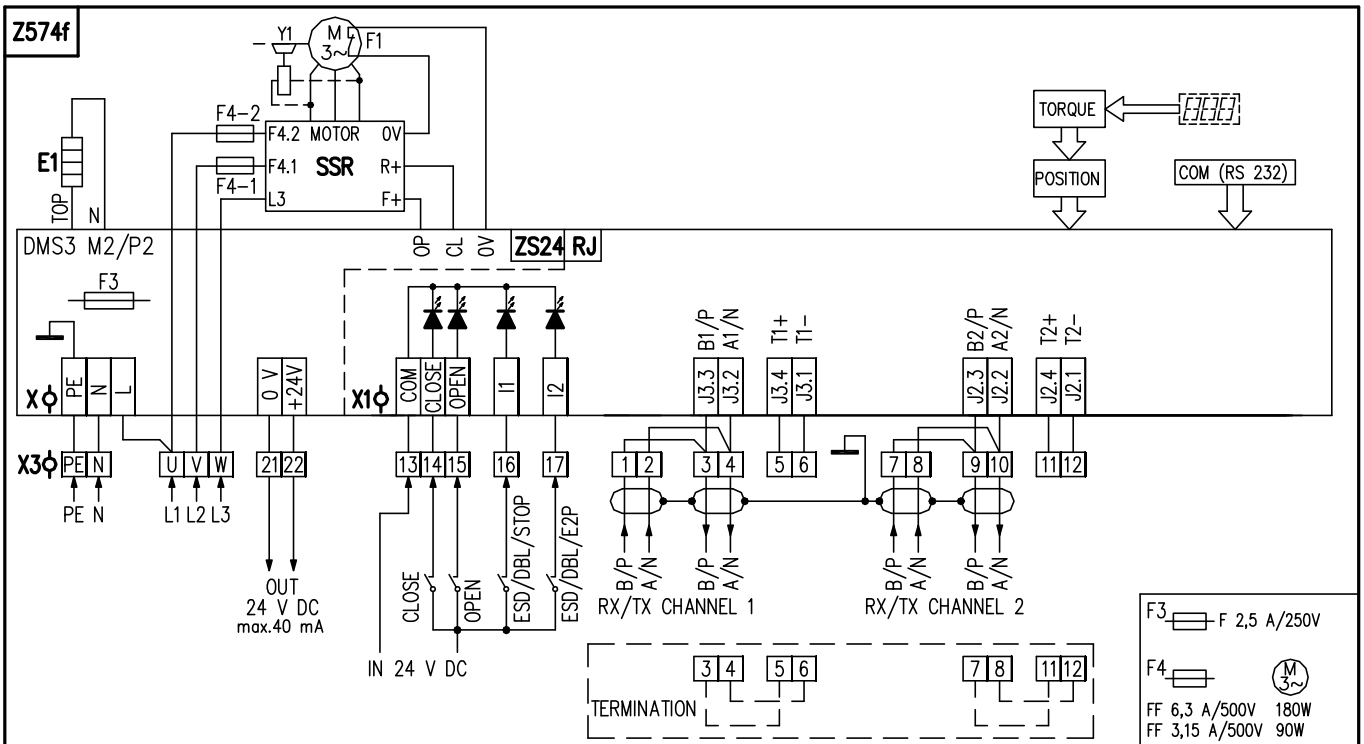 Z574f
Y1
M
3~
F1
F4-2
F4.2 MOTOR 0V
E1
F4.1 SSR R+
F4-1
L3 F+
TORQUE
POSITION
COM (RS 232)
TOP
N
DMS3 M2/P2
OP
CL
0V
ZS24 RJ
F3
B1/P
A1/N
T1+
T1-
B2/P
A2/N
T2+
T2-
X
PE
N
L
0 V
+24V
X1
COM
CLOSE
OPEN
I1
I2
J3.3
J3.2
J3.4
J3.1
J2.3
J2.2
J2.4
J2.1
X3
PE N
U V W
21 22
13 14 15 16 17
1 2 3 4 5 6
7 8 9 10 11 12
PE N
L1 L2 L3
OUT
24 V DC
max.40 mA
CLOSE
OPEN
ESD/DBL/STOP
ESD/DBL/E2P
IN 24 V DC
B/P
A/N
B/P
A/N
RX/TX CHANNEL 1
B/P
A/N
B/P
A/N
RX/TX CHANNEL 2
TERMINATION
3 4 5 6
7 8 11 12
F3 F 2,5 A/250V
F4
M
3~
FF 6,3 A/500V 180W
FF 3,15 A/500V 90W